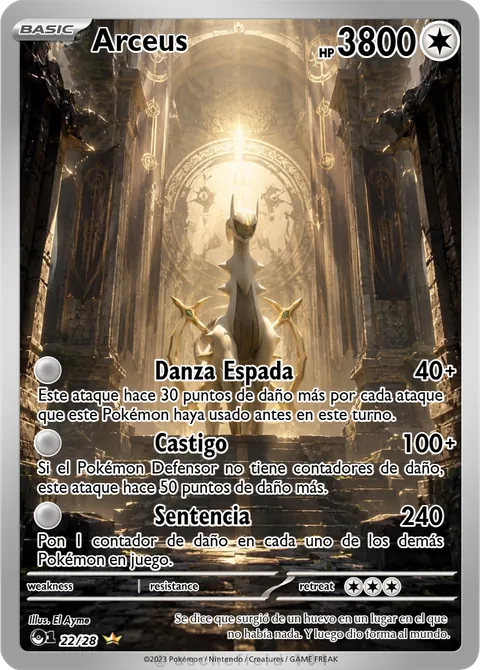 BASIC
Arceus
HP 3800
Danza Espada 40+
Este ataque hace 30 puntos de daño más por cada ataque
que este Pokémon haya usado antes en este turno.
Castigo 100+
Si el Pokémon Defensor no tiene contadores de daño,
este ataque hace 50 puntos de daño más.
Sentencia 240
Pon 1 contador de daño en cada uno de los demás
Pokémon en juego.
weakness resistance retreat
Illus. El Ayme
Se dice que surgió de un huevo en un lugar en el que
no había nada. Y luego dio forma al mundo.
22/28
©2023 Pokémon / Nintendo / Creatures / GAME FREAK